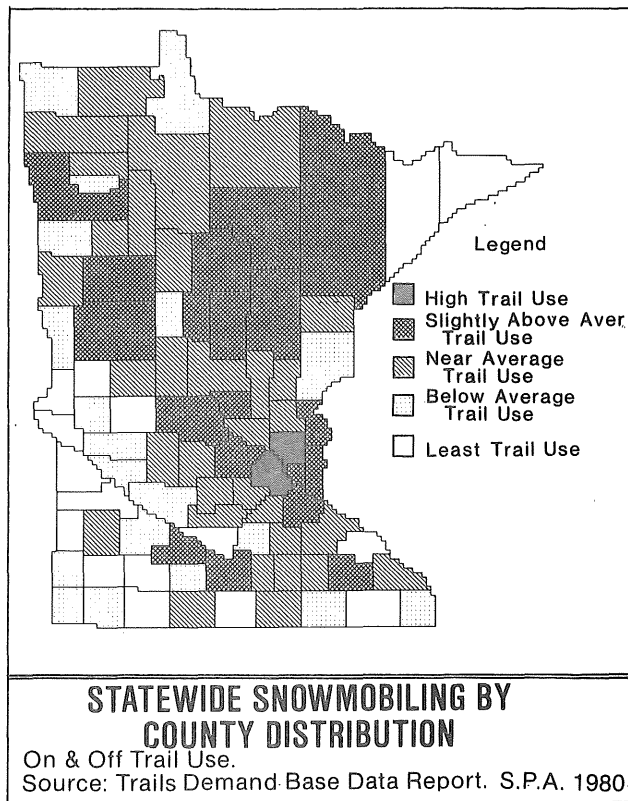 Legend
High Trail Use
Slightly Above Aver
Trail Use
Near Average
Trail Use
Below Average
Trail Use
Least Trail Use
STATEWIDE SNOWMOBILING BY
COUNTY DISTRIBUTION
On & Off Trail Use.
Source: Trails Demand Base Data Report. S.P.A. 1980